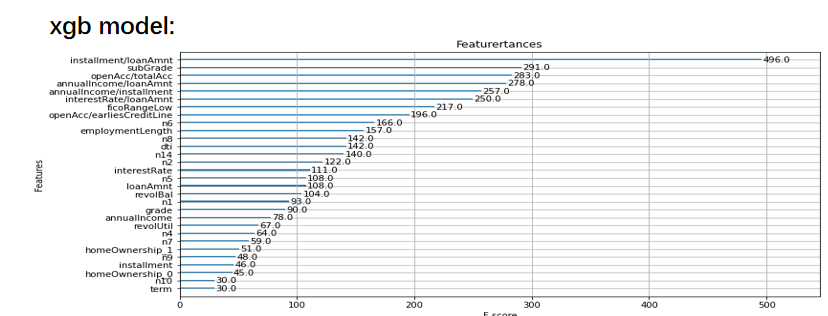 xgb model:
Featurertances
installment/loanAmnt 496.0
subGrade 291.0
openAcc/totalAcc 283.0
annualIncome/loanAmnt 278.0
annualIncome/installment 257.0
interestRate/loanAmnt 250.0
ficoRangeLow 217.0
openAcc/earliesCreditLine 196.0
n6 166.0
employmentLength 157.0
n8 142.0
dti 142.0
n14 140.0
n2 122.0
interestRate 111.0
n5 108.0
loanAmnt 108.0
revolBal 104.0
n1 93.0
grade 90.0
annualIncome 78.0
revolUtil 67.0
n4 64.0
n7 59.0
homeOwnership_1 51.0
n9 48.0
installment 46.0
homeOwnership_0 45.0
n10 30.0
term 30.0
Features
0 100 200 300 400 500
F score